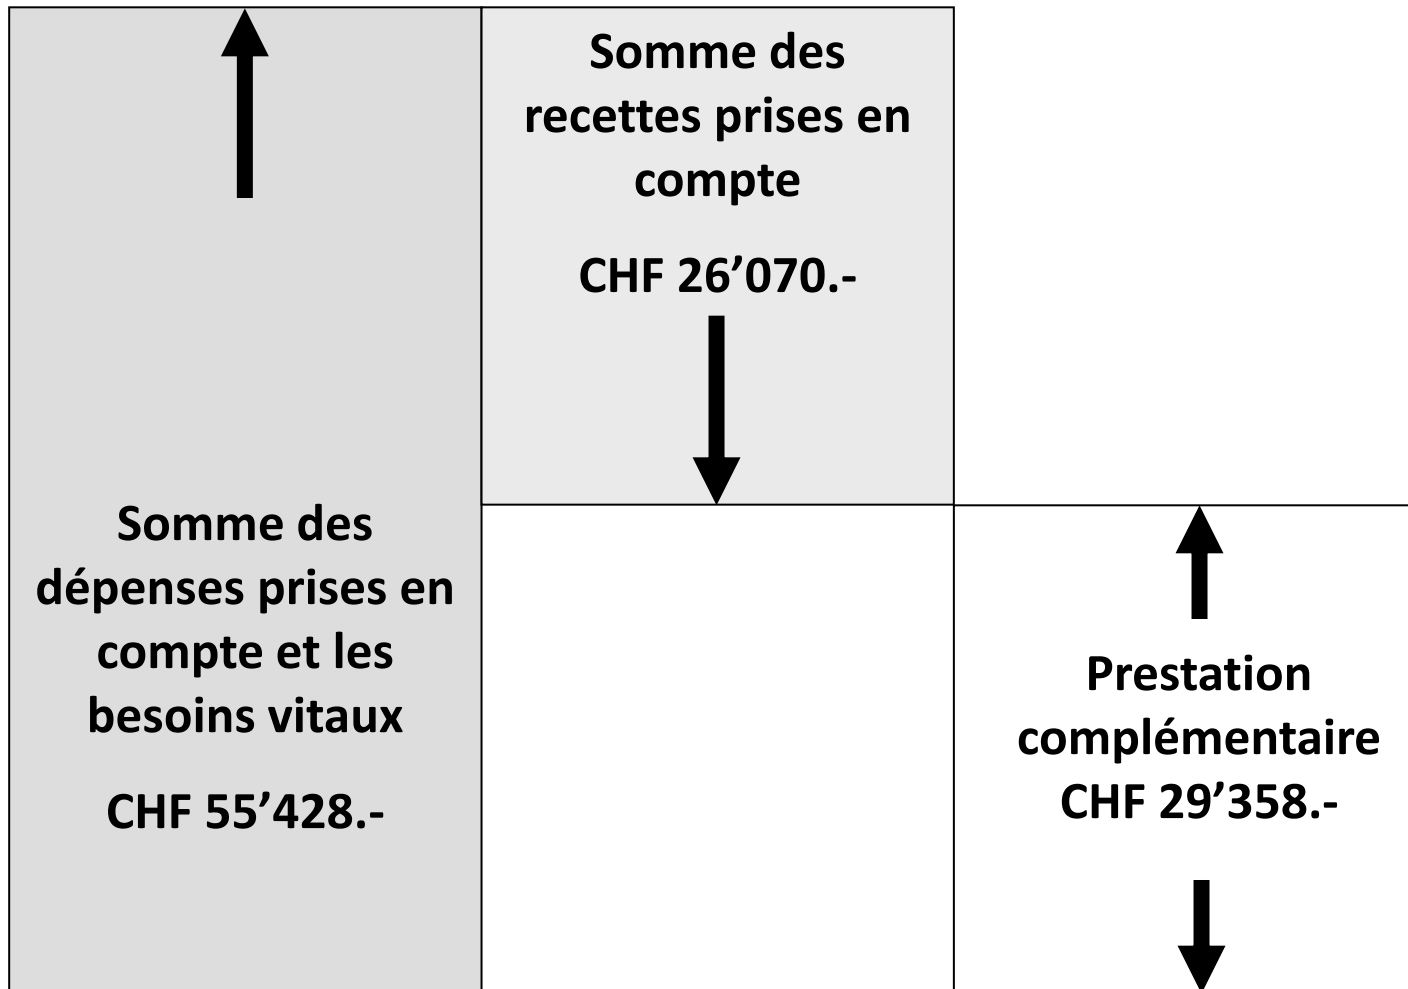 Somme des
recettes prises en
compte
CHF 26’070.-
Somme des
dépenses prises en
compte et les
besoins vitaux
CHF 55’428.-
Prestation
complémentaire
CHF 29’358.-